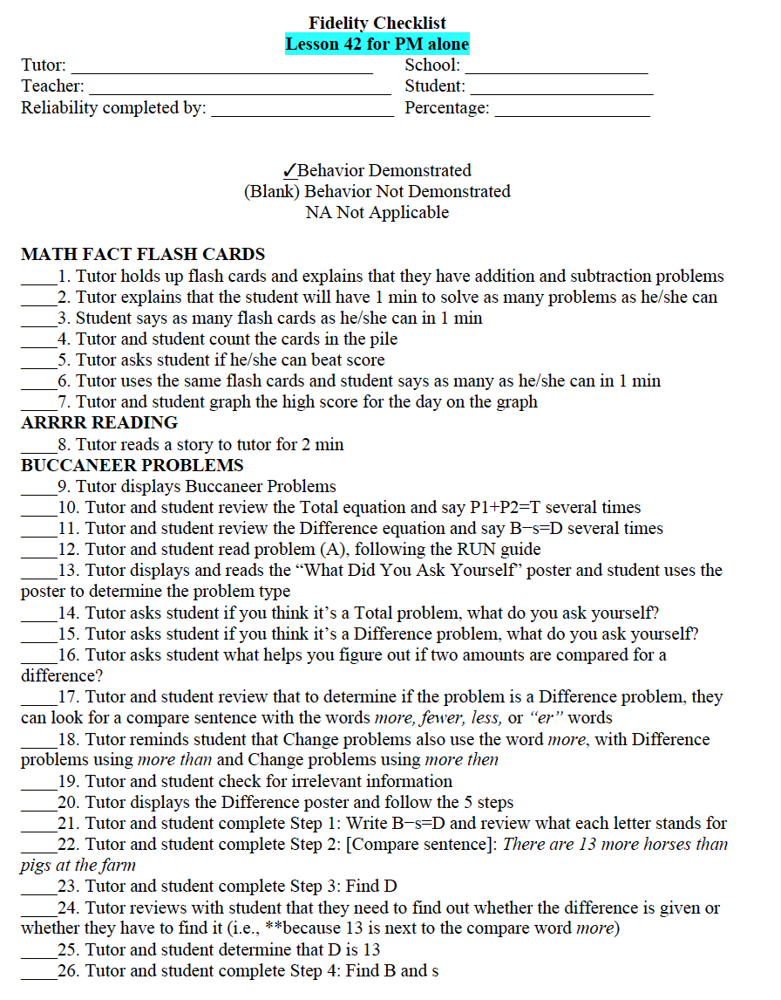 Fidelity Checklist
Lesson 42 for PM alone
Tutor: _________________________________ School: ____________________
Teacher: _________________________________ Student: ____________________
Reliability completed by: ____________________ Percentage: _________________
✓Behavior Demonstrated
(Blank) Behavior Not Demonstrated
NA Not Applicable
MATH FACT FLASH CARDS
____1. Tutor holds up flash cards and explains that they have addition and subtraction problems
____2. Tutor explains that the student will have 1 min to solve as many problems as he/she can
____3. Student says as many flash cards as he/she can in 1 min
____4. Tutor and student count the cards in the pile
____5. Tutor asks student if he/she can beat score
____6. Tutor uses the same flash cards and student says as many as he/she can in 1 min
____7. Tutor and student graph the high score for the day on the graph
ARRRR READING
____8. Tutor reads a story to tutor for 2 min
BUCCANEER PROBLEMS
____9. Tutor displays Buccaneer Problems
____10. Tutor and student review the Total equation and say P1+P2=T several times
____11. Tutor and student review the Difference equation and say B−s=D several times
____12. Tutor and student read problem (A), following the RUN guide
____13. Tutor displays and reads the “What Did You Ask Yourself” poster and student uses the
poster to determine the problem type
____14. Tutor asks student if you think it’s a Total problem, what do you ask yourself?
____15. Tutor asks student if you think it’s a Difference problem, what do you ask yourself?
____16. Tutor asks student what helps you figure out if two amounts are compared for a
difference?
____17. Tutor and student review that to determine if the problem is a Difference problem, they
can look for a compare sentence with the words more, fewer, less, or “er” words
____18. Tutor reminds student that Change problems also use the word more, with Difference
problems using more than and Change problems using more then
____19. Tutor and student check for irrelevant information
____20. Tutor displays the Difference poster and follow the 5 steps
____21. Tutor and student complete Step 1: Write B−s=D and review what each letter stands for
____22. Tutor and student complete Step 2: [Compare sentence]: There are 13 more horses than
pigs at the farm
____23. Tutor and student complete Step 3: Find D
____24. Tutor reviews with student that they need to find out whether the difference is given or
whether they have to find it (i.e., **because 13 is next to the compare word more)
____25. Tutor and student determine that D is 13
____26. Tutor and student complete Step 4: Find B and s